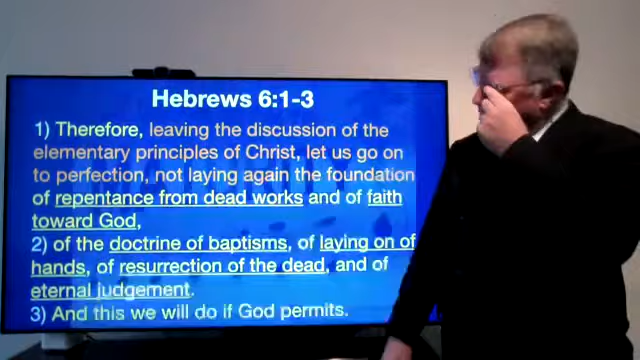 Hebrews 6:1-3
1) Therefore, leaving the discussion of the
elementary principles of Christ, let us go on
to perfection, not laying again the foundation
of repentance from dead works and of faith
toward God,
2) of the doctrine of baptisms, of laying on of
hands, of resurrection of the dead, and of
eternal judgement.
3) And this we will do if God permits.